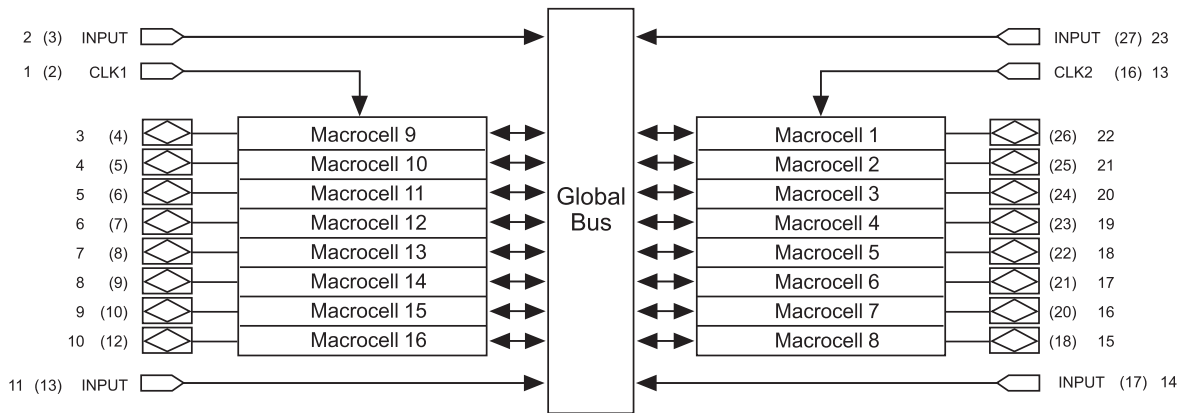 2 (3) INPUT
1 (2) CLK1
3 (4) Macrocell 9
4 (5) Macrocell 10
5 (6) Macrocell 11
6 (7) Macrocell 12
7 (8) Macrocell 13
8 (9) Macrocell 14
9 (10) Macrocell 15
10 (12) Macrocell 16
11 (13) INPUT
Global
Bus
INPUT (27) 23
CLK2 (16) 13
Macrocell 1 (26) 22
Macrocell 2 (25) 21
Macrocell 3 (24) 20
Macrocell 4 (23) 19
Macrocell 5 (22) 18
Macrocell 6 (21) 17
Macrocell 7 (20) 16
Macrocell 8 (18) 15
INPUT (17) 14